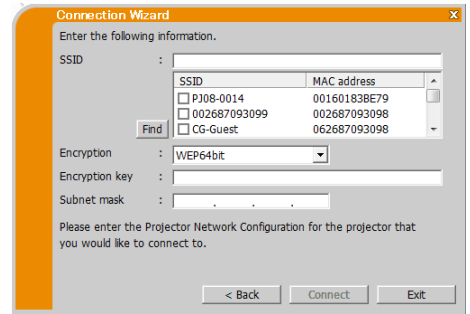 Connection Wizard x
Enter the following information.
SSID :
SSID MAC address
PJ08-0014 00160183BE79
002687093099 002687093098
Find CG-Guest 062687093098
Encryption : WEP64bit
Encryption key :
Subnet mask : . . .
Please enter the Projector Network Configuration for the projector that
you would like to connect to.
< Back Connect Exit